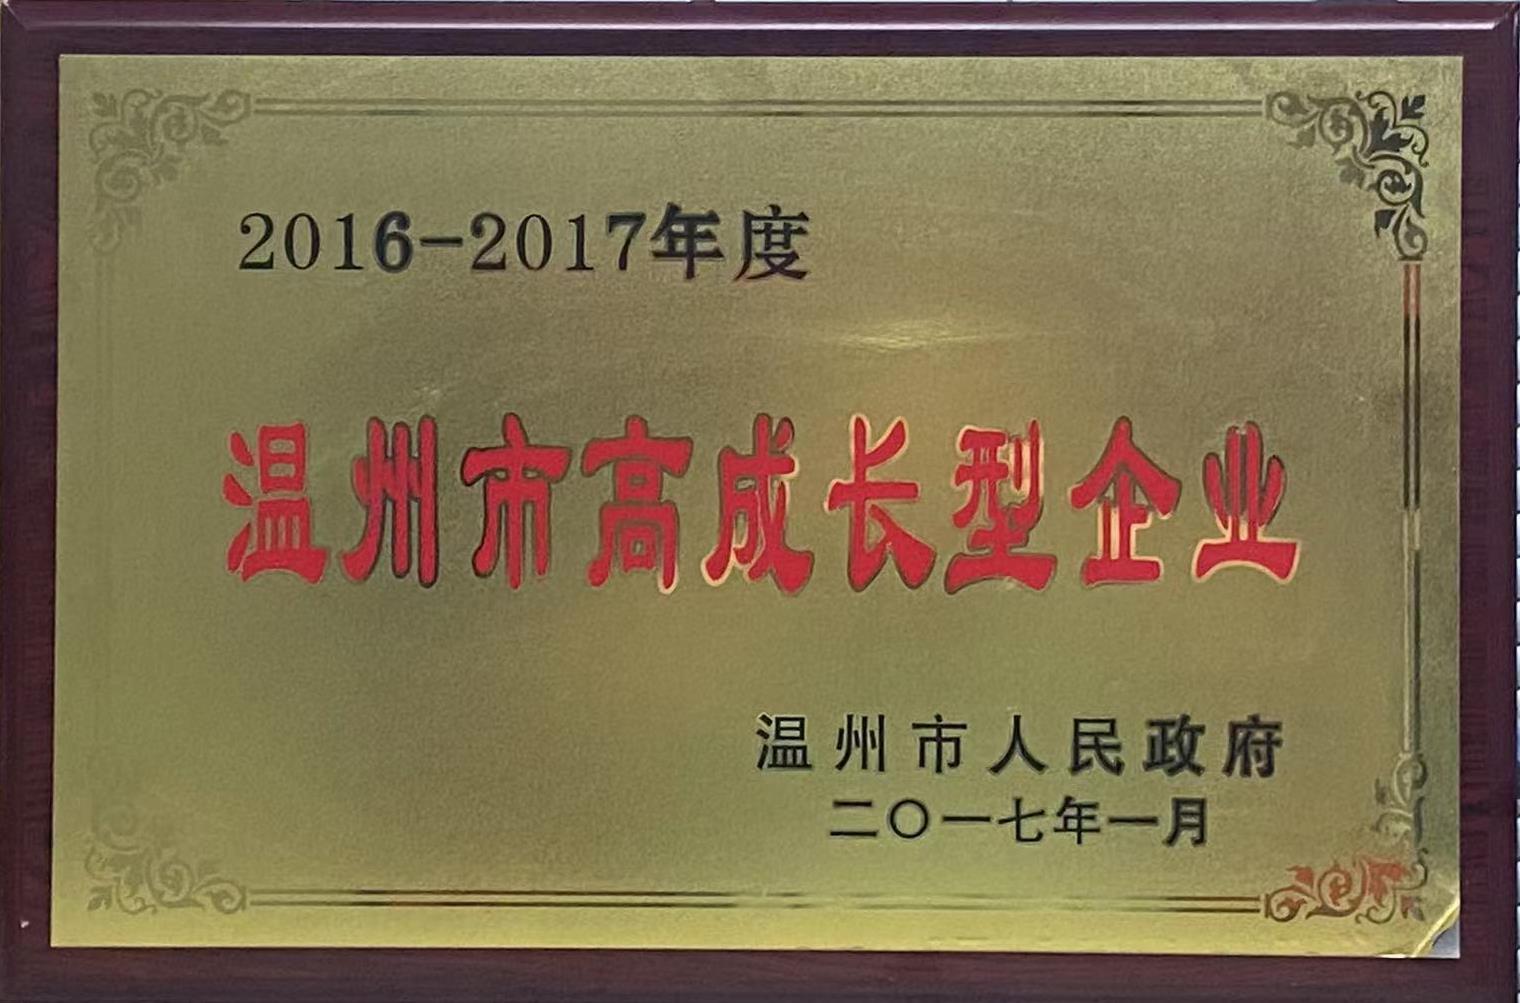 2016-2017年度
温州市高成长型企业
温州市人民政府
二〇一七年一月